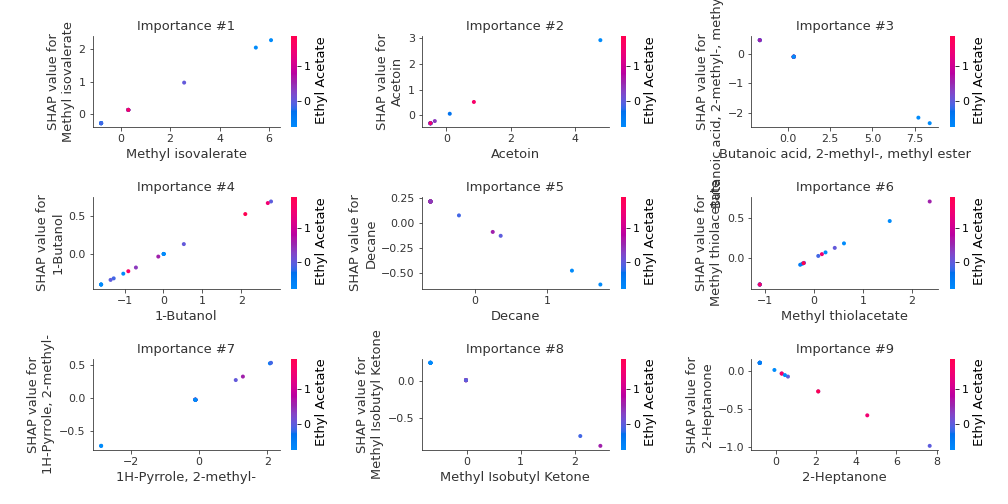 Importance #1
SHAP value for
Methyl isovalerate
2
1
0
0
2
4
6
Methyl isovalerate
1
0
Ethyl Acetate
Importance #2
SHAP value for
Acetoin
3
2
1
0
0
2
4
Acetoin
1
0
Ethyl Acetate
Importance #3
SHAP value for
Butanoic acid, 2-methyl-, methyl ester
0
−1
−2
0.0
2.5
5.0
7.5
Butanoic acid, 2-methyl-, methyl ester
1
0
Ethyl Acetate
Importance #4
SHAP value for
1-Butanol
0.5
0.0
−1
0
1
2
1-Butanol
1
0
Ethyl Acetate
Importance #5
SHAP value for
Decane
0.25
0.00
−0.25
−0.50
0
1
Decane
1
0
Ethyl Acetate
Importance #6
SHAP value for
Methyl thiolacetate
0.5
0.0
−1
0
1
2
Methyl thiolacetate
1
0
Ethyl Acetate
Importance #7
SHAP value for
1H-Pyrrole, 2-methyl-
0.5
0.0
−0.5
−2
0
2
1H-Pyrrole, 2-methyl-
1
0
Ethyl Acetate
Importance #8
SHAP value for
Methyl Isobutyl Ketone
0.0
−0.5
0
1
2
Methyl Isobutyl Ketone
1
0
Ethyl Acetate
Importance #9
SHAP value for
2-Heptanone
0.0
−0.5
−1.0
0
2
4
6
8
2-Heptanone
1
0
Ethyl Acetate